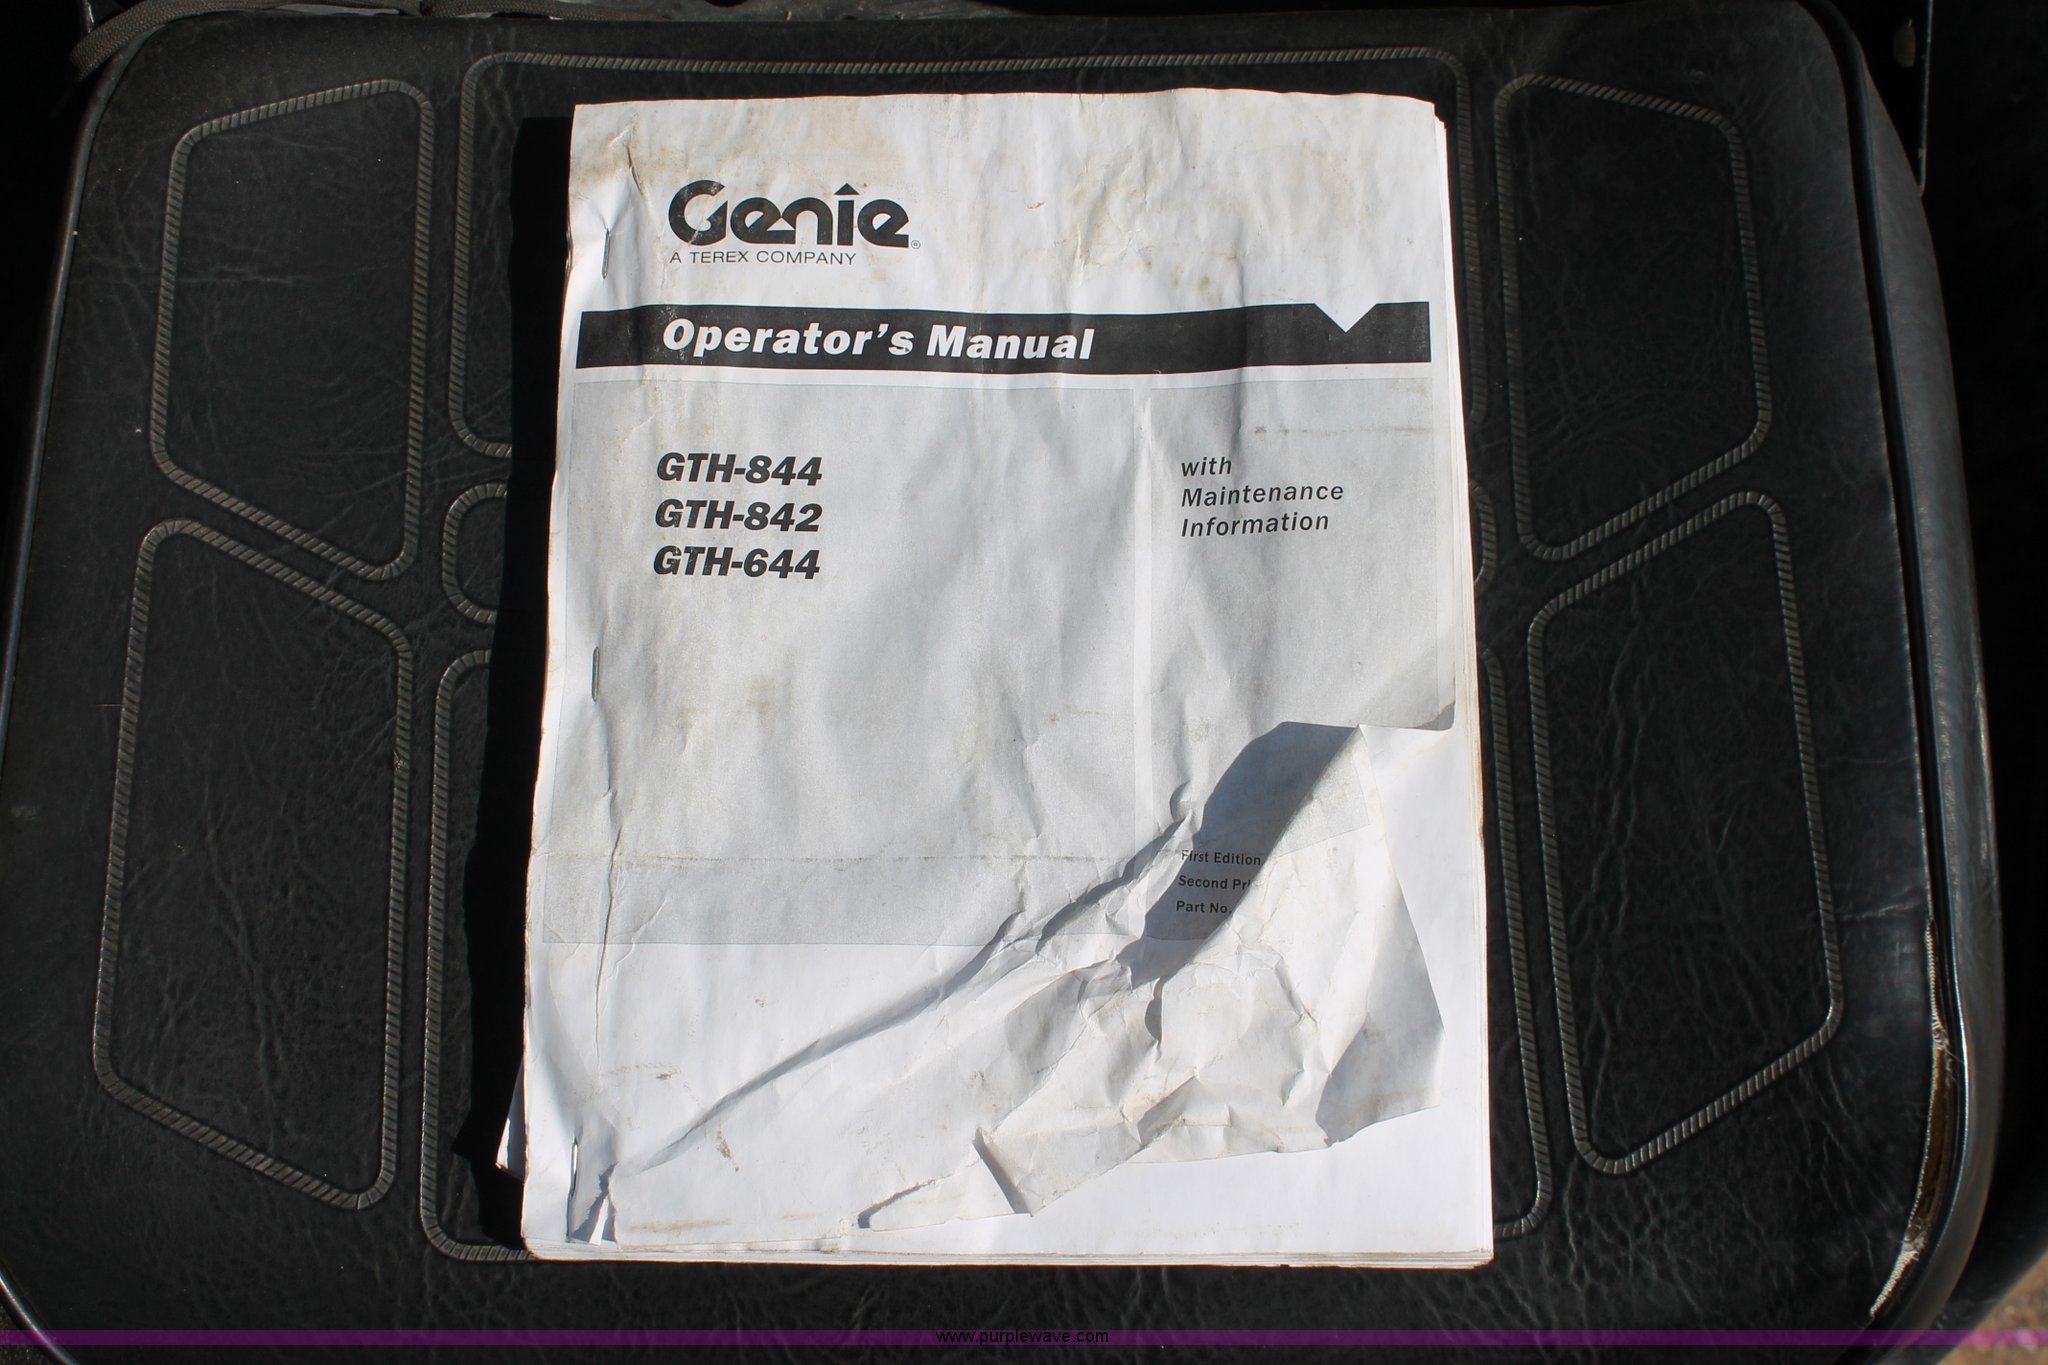 Genie®
A TEREX COMPANY
Operator's Manual
GTH-844
GTH-842
GTH-644
with
Maintenance
Information
First Edition
Second
Part No.
www.purplewave.com